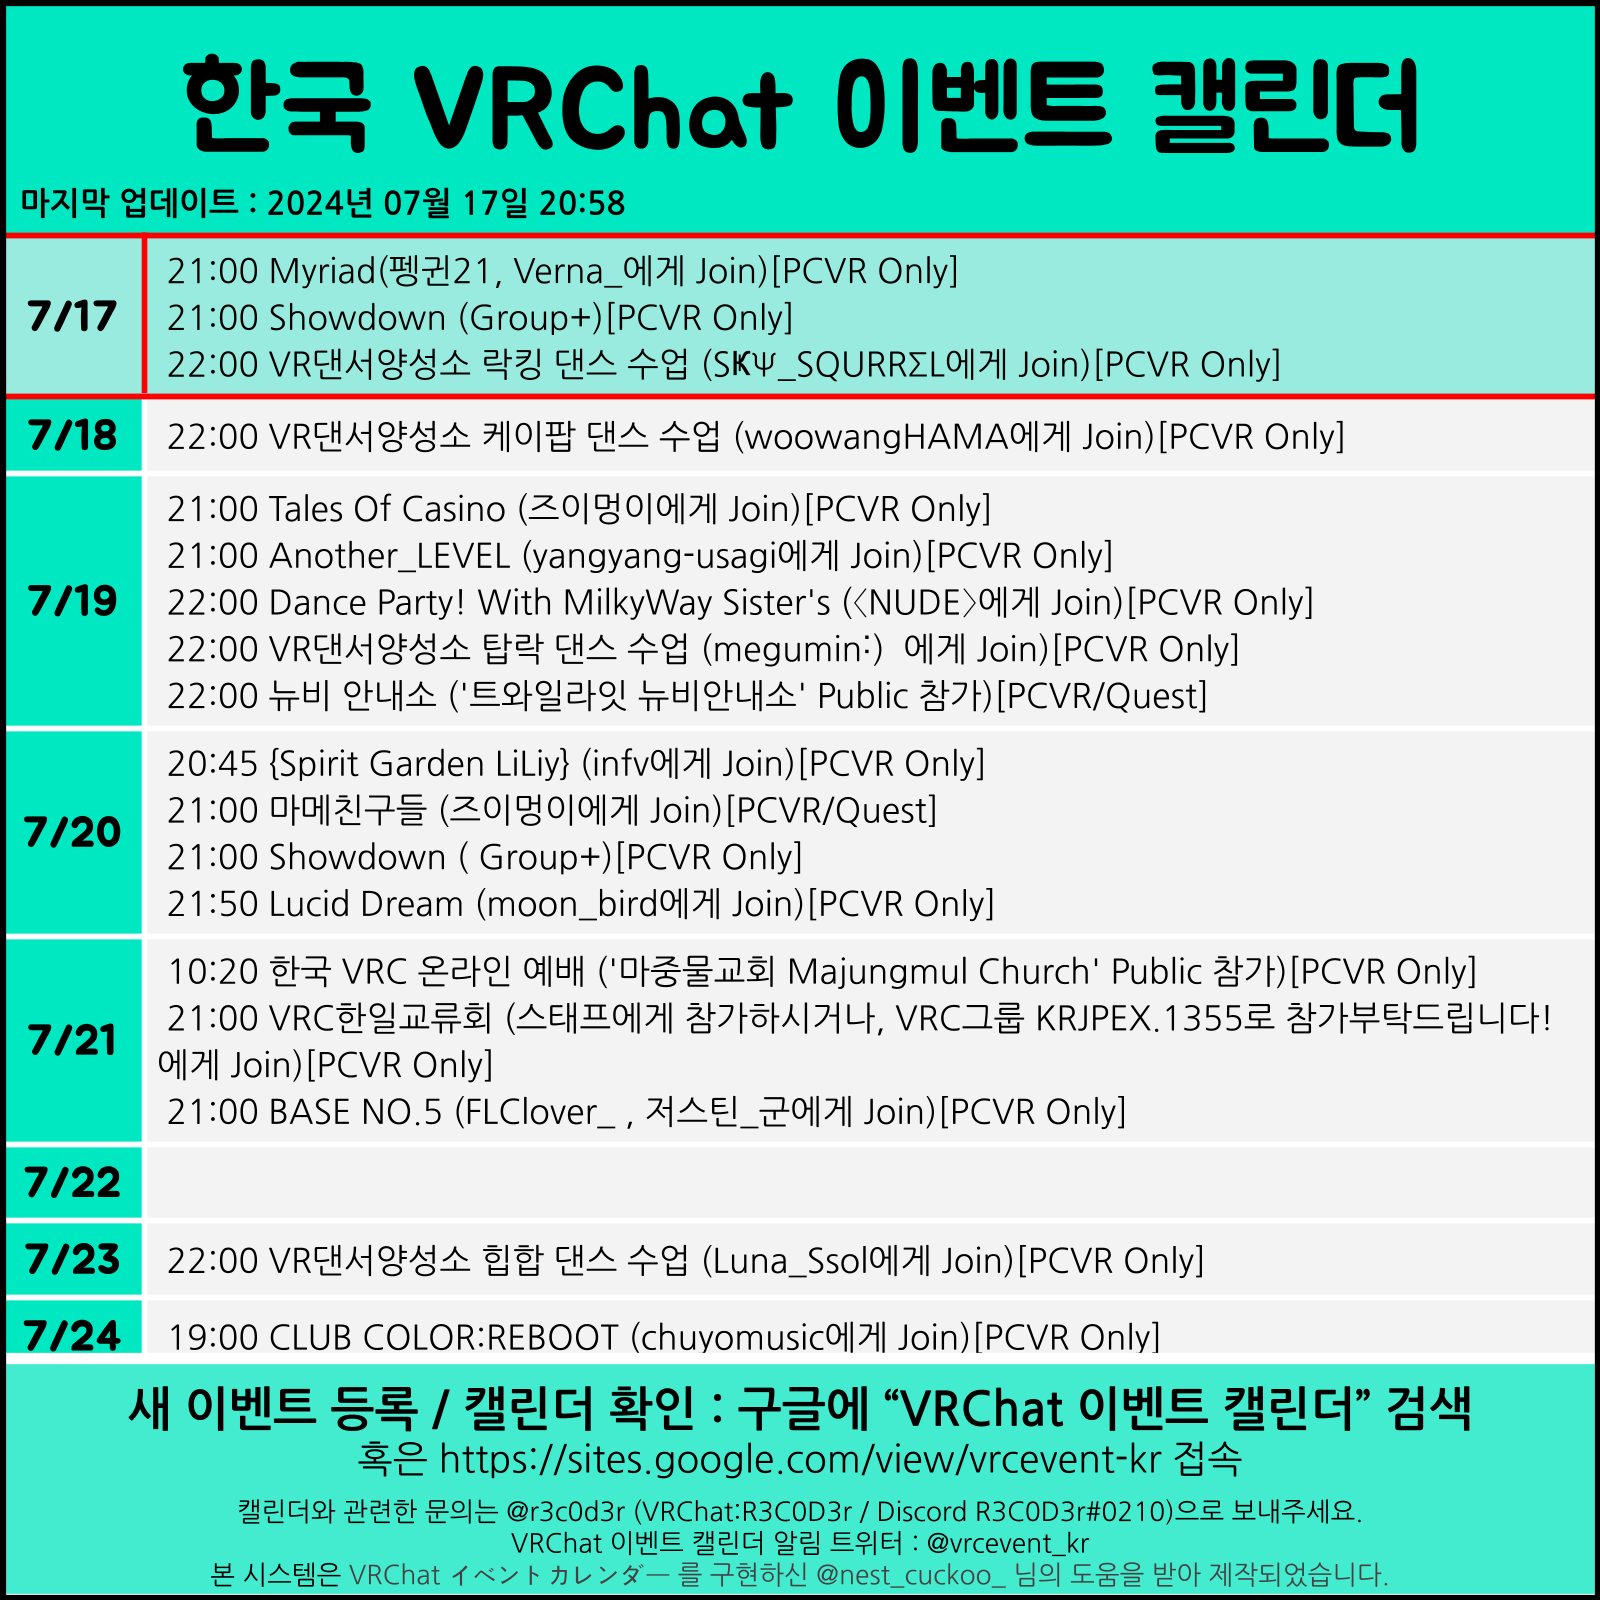 한국 VRChat 이벤트 캘린더
마지막 업데이트 : 2024년 07월 17일 20:58
7/17
21:00 Myriad(펭귄21, Verna_에게 Join)[PCVR Only]
21:00 Showdown (Group+)[PCVR Only]
22:00 VR댄서양성소 락킹 댄스 수업 (SҜΨ_SQURRΣL에게 Join)[PCVR Only]
7/18
22:00 VR댄서양성소 케이팝 댄스 수업 (woowangHAMA에게 Join)[PCVR Only]
7/19
21:00 Tales Of Casino (즈이멍이에게 Join)[PCVR Only]
21:00 Another_LEVEL (yangyang-usagi에게 Join)[PCVR Only]
22:00 Dance Party! With MilkyWay Sister's (〈NUDE〉에게 Join)[PCVR Only]
22:00 VR댄서양성소 탑락 댄스 수업 (megumin:)  에게 Join)[PCVR Only]
22:00 뉴비 안내소 ('트와일라잇 뉴비안내소' Public 참가)[PCVR/Quest]
7/20
20:45 {Spirit Garden LiLiy} (infv에게 Join)[PCVR Only]
21:00 마메친구들 (즈이멍이에게 Join)[PCVR/Quest]
21:00 Showdown ( Group+)[PCVR Only]
21:50 Lucid Dream (moon_bird에게 Join)[PCVR Only]
7/21
10:20 한국 VRC 온라인 예배 ('마중물교회 Majungmul Church' Public 참가)[PCVR Only]
21:00 VRC한일교류회 (스태프에게 참가하시거나, VRC그룹 KRJPEX.1355로 참가부탁드립니다!
에게 Join)[PCVR Only]
21:00 BASE NO.5 (FLClover_ , 저스틴_군에게 Join)[PCVR Only]
7/22
7/23
22:00 VR댄서양성소 힙합 댄스 수업 (Luna_Ssol에게 Join)[PCVR Only]
7/24
19:00 CLUB COLOR:REBOOT (chuyomusic에게 Join)[PCVR Only]
새 이벤트 등록 / 캘린더 확인 : 구글에 “VRChat 이벤트 캘린더” 검색
혹은 https://sites.google.com/view/vrcevent-kr 접속
캘린더와 관련한 문의는 @r3c0d3r (VRChat:R3C0D3r / Discord R3C0D3r#0210)으로 보내주세요.
VRChat 이벤트 캘린더 알림 트위터 : @vrcevent_kr
본 시스템은 VRChat イベントカレンダー 를 구현하신 @nest_cuckoo_ 님의 도움을 받아 제작되었습니다.